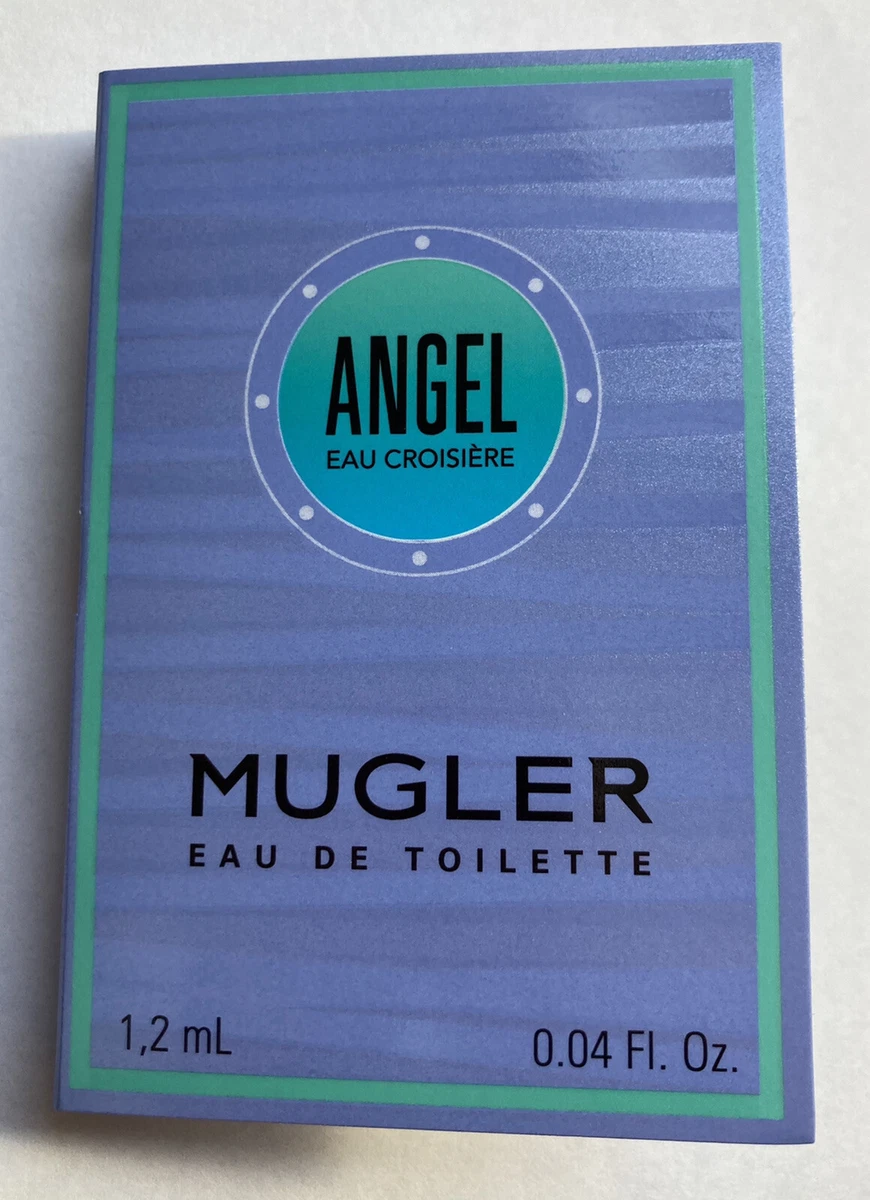 ANGEL
EAU CROISIÈRE
MUGLER
EAU DE TOILETTE
1,2 mL
0.04 Fl. Oz.